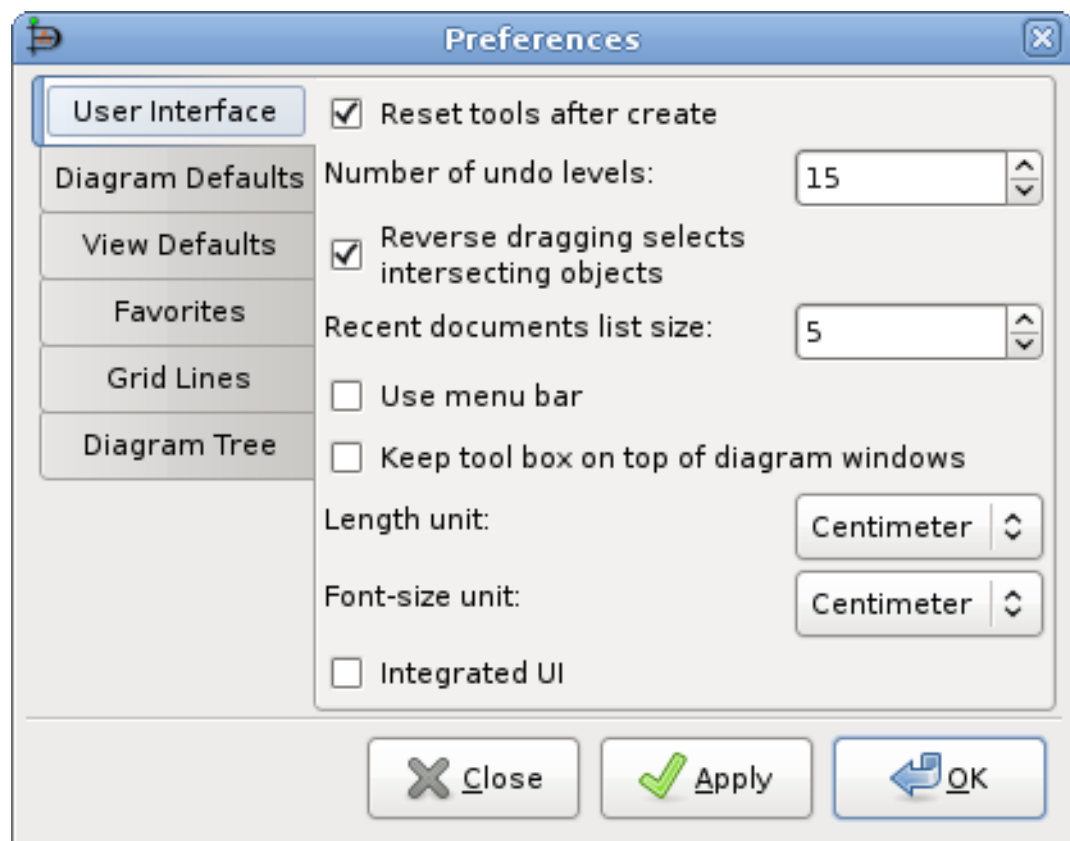 Preferences
User Interface
Diagram Defaults
View Defaults
Favorites
Grid Lines
Diagram Tree
Reset tools after create
Number of undo levels: 15
Reverse dragging selects
intersecting objects
Recent documents list size: 5
Use menu bar
Keep tool box on top of diagram windows
Length unit: Centimeter
Font-size unit: Centimeter
Integrated UI
Close Apply OK